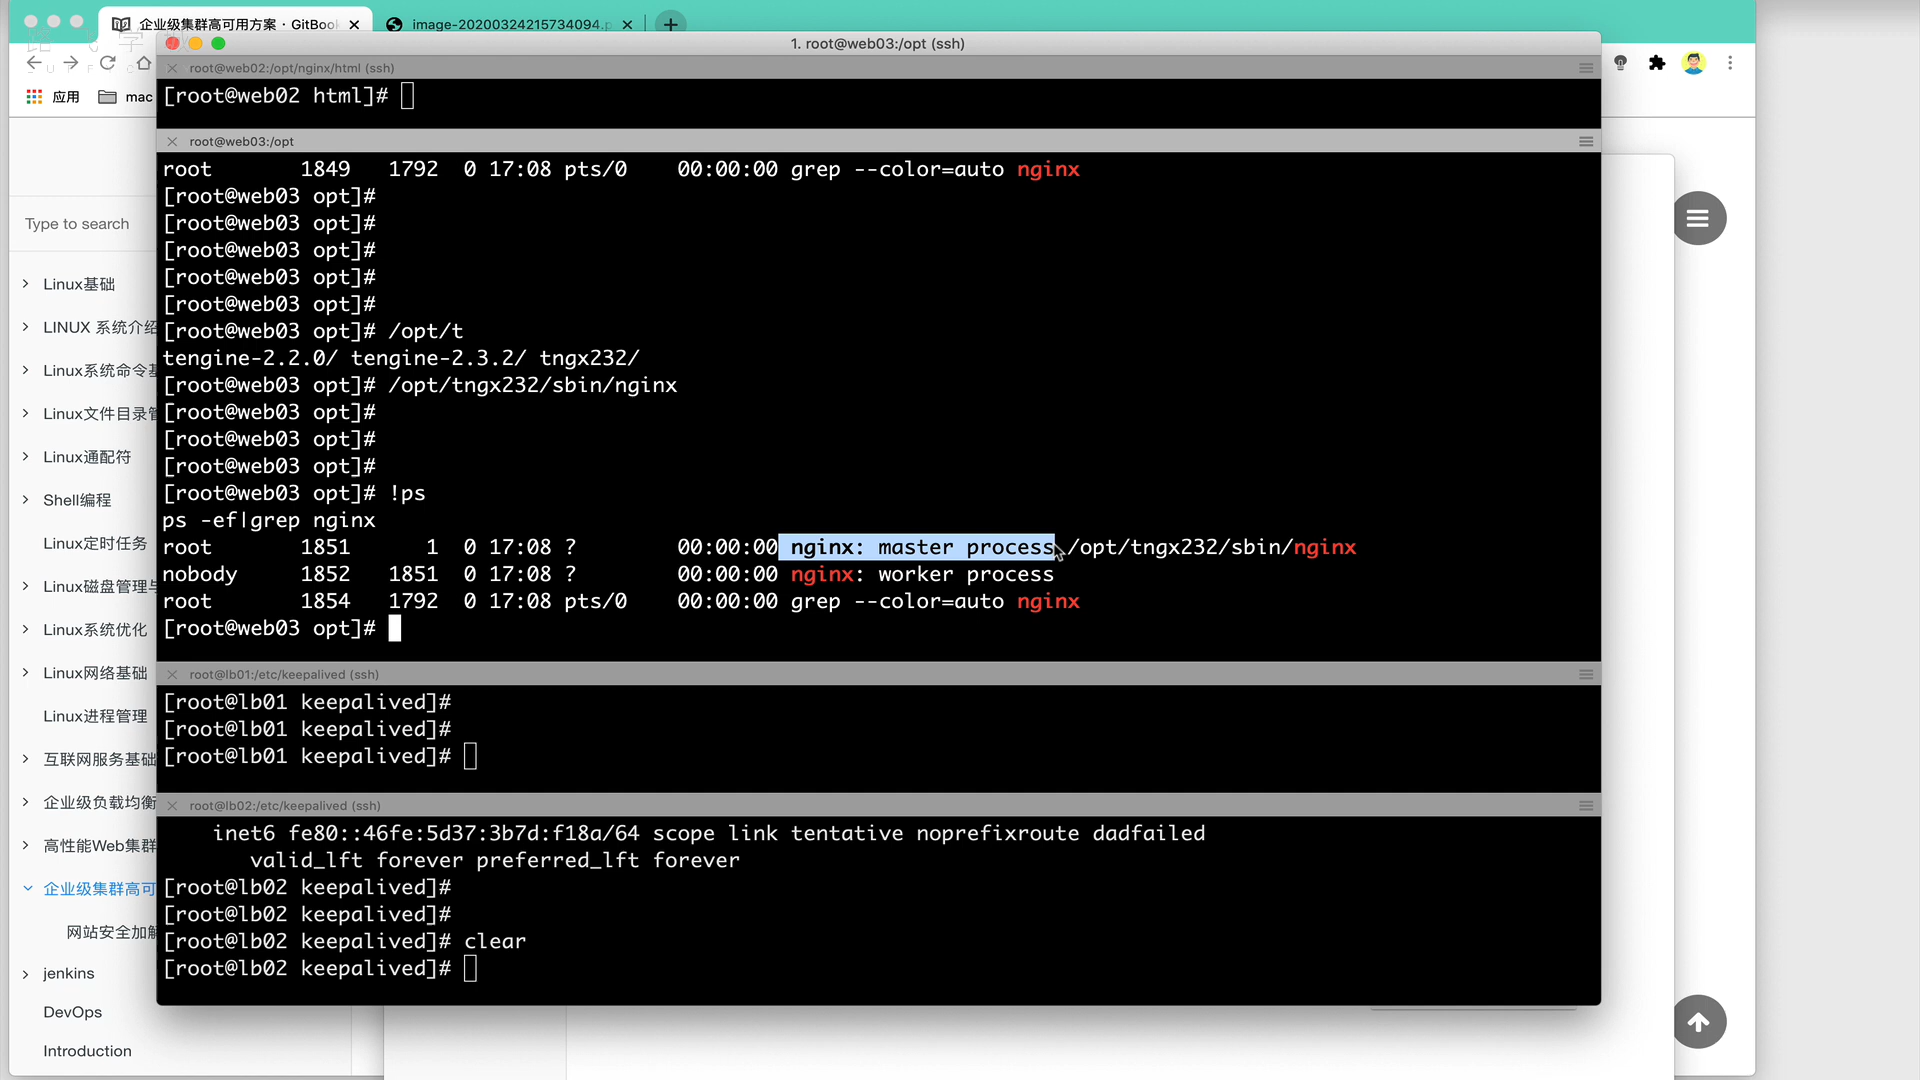 企业级集群高可用方案 · GitBook
image-20200324215734094.p
1. root@web03:/opt (ssh)
应用
mac
root@web02:/opt/nginx/html (ssh)
[root@web02 html]#
root@web03:/opt
root 1849 1792 0 17:08 pts/0 00:00:00 grep --color=auto nginx
[root@web03 opt]#
[root@web03 opt]#
[root@web03 opt]#
[root@web03 opt]#
[root@web03 opt]#
[root@web03 opt]# /opt/t
tengine-2.2.0/ tengine-2.3.2/ tngx232/
[root@web03 opt]# /opt/tngx232/sbin/nginx
[root@web03 opt]#
[root@web03 opt]#
[root@web03 opt]#
[root@web03 opt]# !ps
ps -ef|grep nginx
root 1851 1 0 17:08 ? 00:00:00 nginx: master process /opt/tngx232/sbin/nginx
nobody 1852 1851 0 17:08 ? 00:00:00 nginx: worker process
root 1854 1792 0 17:08 pts/0 00:00:00 grep --color=auto nginx
[root@web03 opt]#
root@lb01:/etc/keepalived (ssh)
[root@lb01 keepalived]#
[root@lb01 keepalived]#
[root@lb01 keepalived]#
root@lb02:/etc/keepalived (ssh)
inet6 fe80::46fe:5d37:3b7d:f18a/64 scope link tentative noprefixroute dadfailed
valid_lft forever preferred_lft forever
[root@lb02 keepalived]#
[root@lb02 keepalived]#
[root@lb02 keepalived]# clear
[root@lb02 keepalived]#
Type to search
Linux基础
LINUX 系统介绍
Linux系统命令基
Linux文件目录管
Linux通配符
Shell编程
Linux定时任务
Linux磁盘管理与
Linux系统优化
Linux网络基础
Linux进程管理
互联网服务基础
企业级负载均衡
高性能Web集群
企业级集群高可
网站安全加解
jenkins
DevOps
Introduction